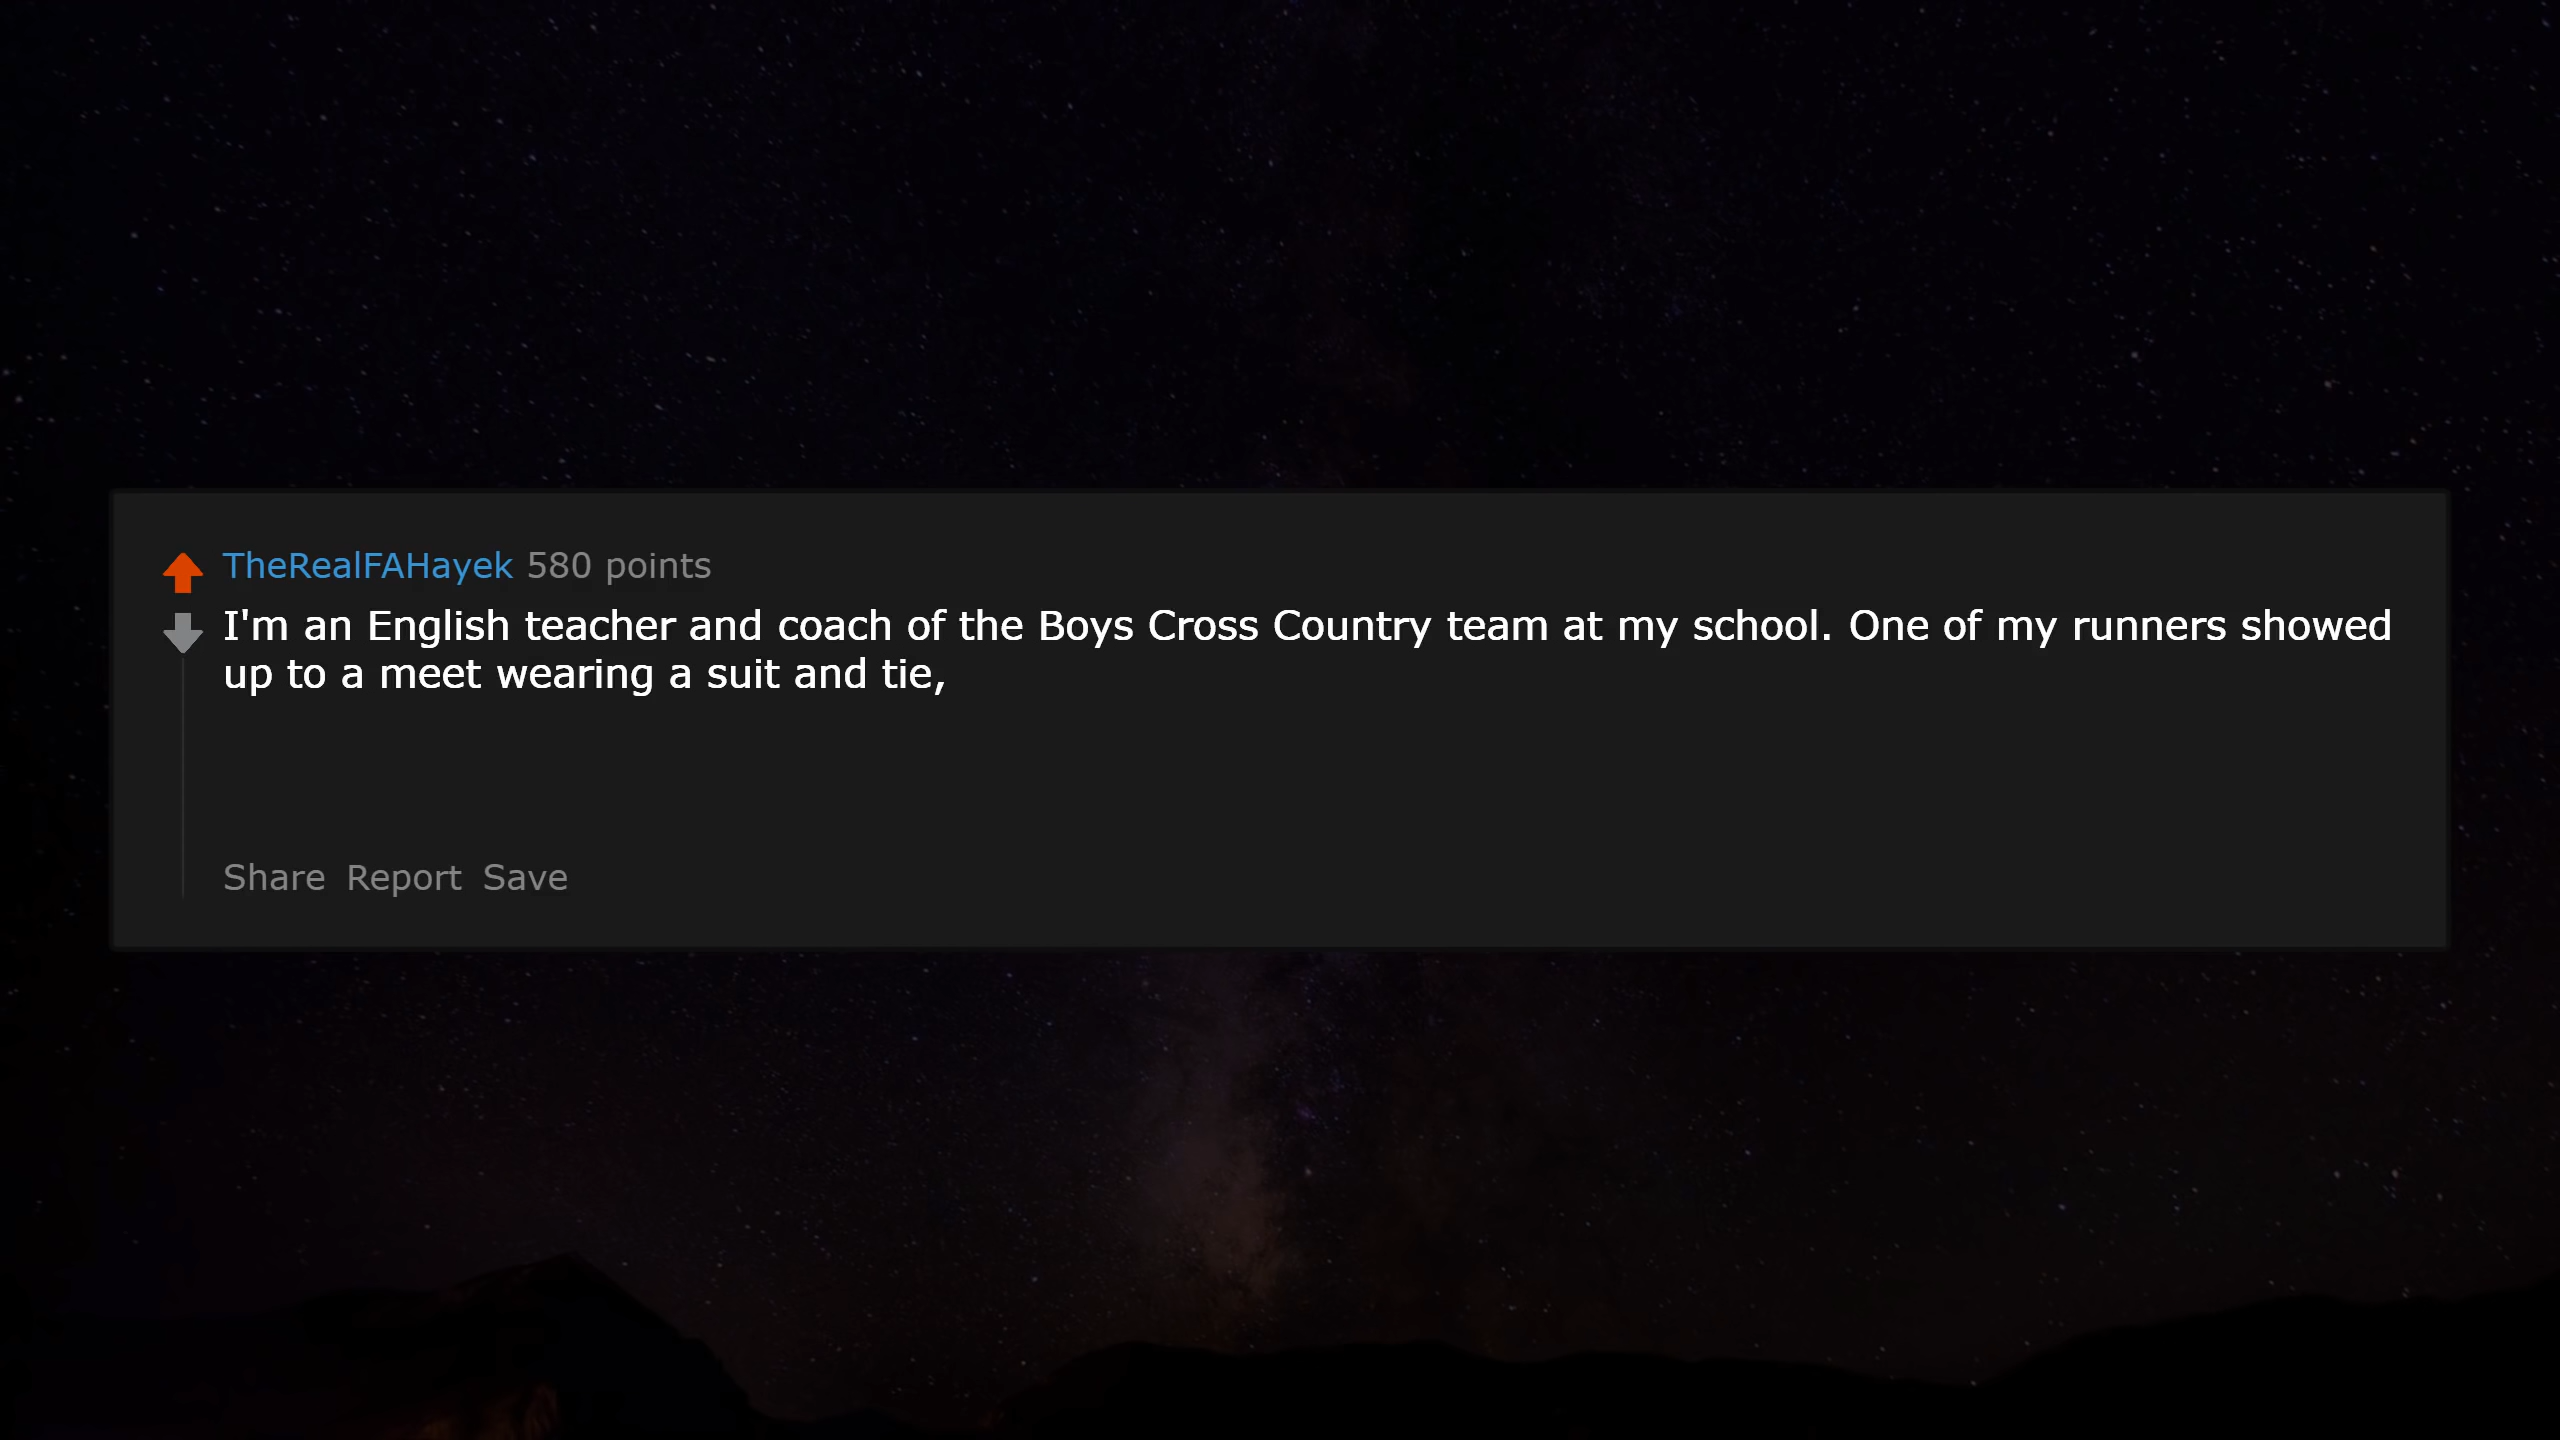 TheRealFAHayek 580 points
I'm an English teacher and coach of the Boys Cross Country team at my school. One of my runners showed
up to a meet wearing a suit and tie,
Share Report Save